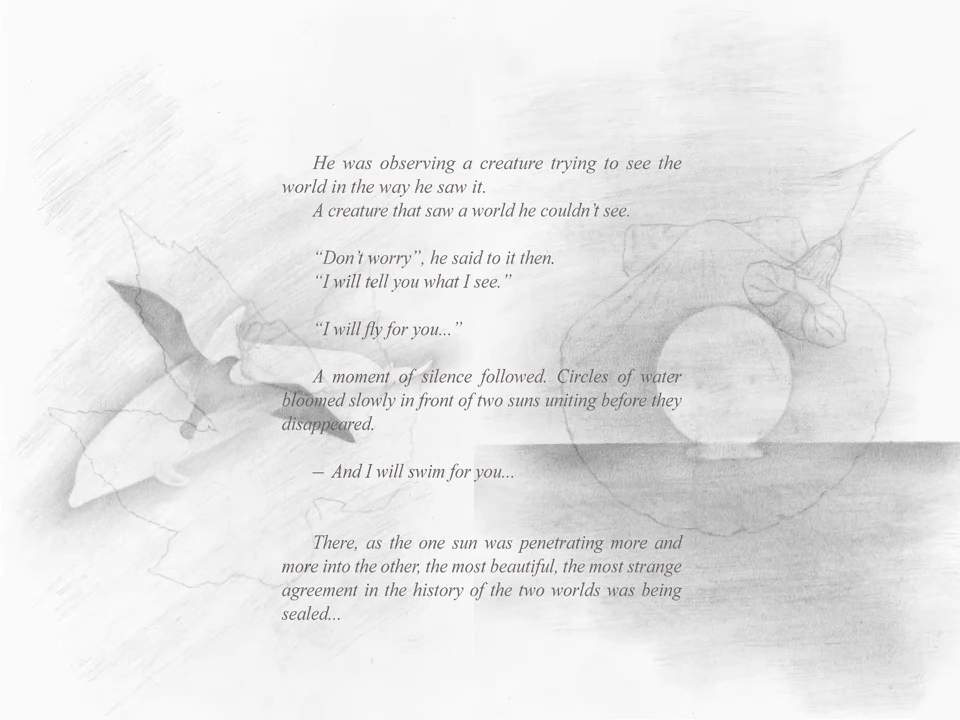 He was observing a creature trying to see the
world in the way he saw it.
A creature that saw a world he couldn't see.
“Don't worry”, he said to it then.
“I will tell you what I see.”
“I will fly for you...”
A moment of silence followed. Circles of water
bloomed slowly in front of two suns uniting before they
disappeared.
– And I will swim for you...
There, as the one sun was penetrating more and
more into the other, the most beautiful, the most strange
agreement in the history of the two worlds was being
sealed...